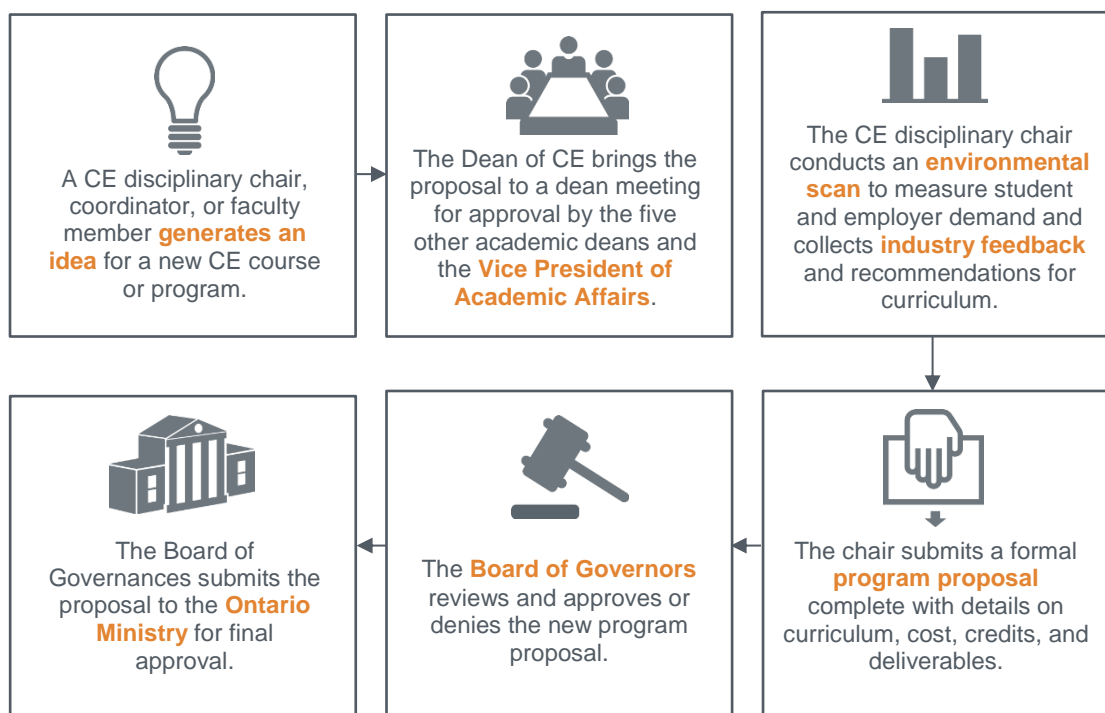 A CE disciplinary chair,
coordinator, or faculty
member generates an
idea for a new CE course
or program.
The Dean of CE brings the
proposal to a dean meeting
for approval by the five
other academic deans and
the Vice President of
Academic Affairs.
The CE disciplinary chair
conducts an environmental
scan to measure student
and employer demand and
collects industry feedback
and recommendations for
curriculum.
The chair submits a formal
program proposal
complete with details on
curriculum, cost, credits, and
deliverables.
The Board of Governors
reviews and approves or
denies the new program
proposal.
The Board of
Governances submits the
proposal to the Ontario
Ministry for final
approval.